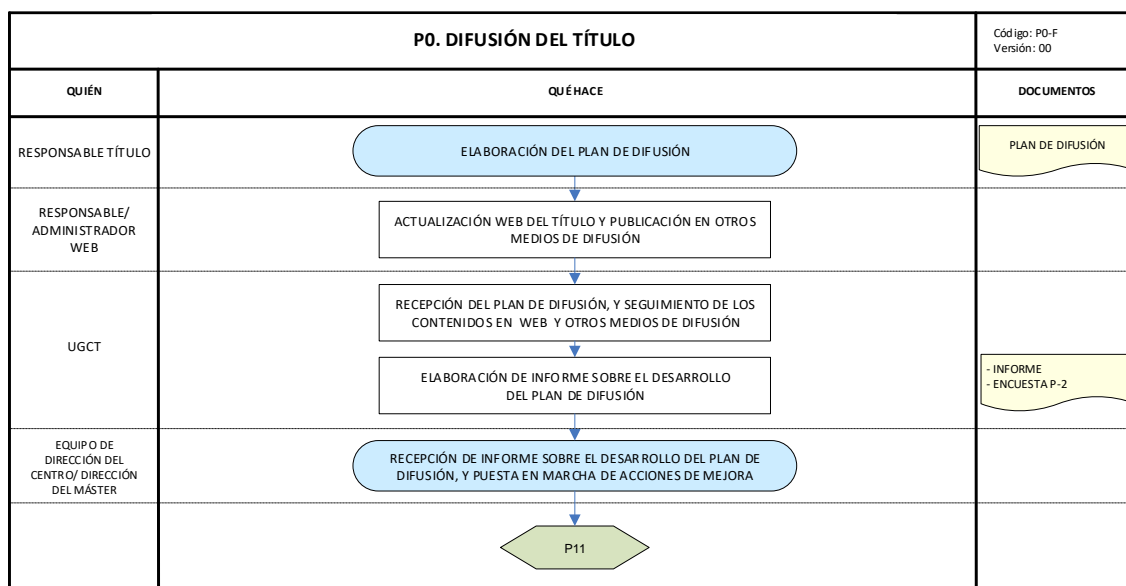 P0. DIFUSIÓN DEL TÍTULO
Código: P0-F
Versión: 00
QUIÉN
QUÉ HACE
DOCUMENTOS
RESPONSABLE TÍTULO
ELABORACIÓN DEL PLAN DE DIFUSIÓN
PLAN DE DIFUSIÓN
RESPONSABLE/
ADMINISTRADOR
WEB
ACTUALIZACIÓN WEB DEL TÍTULO Y PUBLICACIÓN EN OTROS
MEDIOS DE DIFUSIÓN
UGCT
RECEPCIÓN DEL PLAN DE DIFUSIÓN, Y SEGUIMIENTO DE LOS
CONTENIDOS EN WEB Y OTROS MEDIOS DE DIFUSIÓN
ELABORACIÓN DE INFORME SOBRE EL DESARROLLO
DEL PLAN DE DIFUSIÓN
- INFORME
- ENCUESTA P-2
EQUIPO DE
DIRECCIÓN DEL
CENTRO/ DIRECCIÓN
DEL MÁSTER
RECEPCIÓN DE INFORME SOBRE EL DESARROLLO DEL PLAN DE
DIFUSIÓN, Y PUESTA EN MARCHA DE ACCIONES DE MEJORA
P11